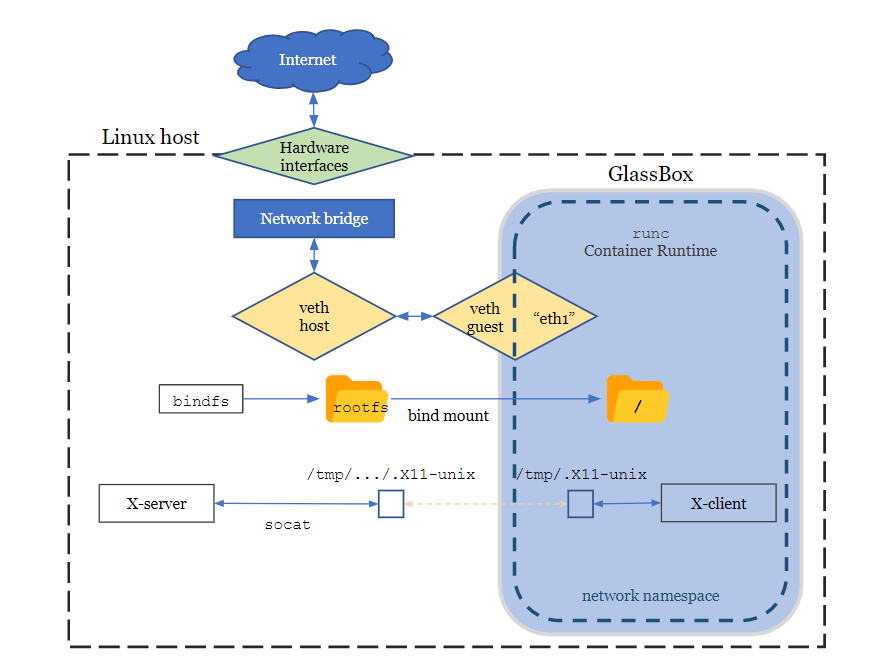 Internet
Linux host
Hardware
interfaces
GlassBox
Network bridge
runc
Container Runtime
veth
host
veth
guest
“eth1”
bindfs
rootfs
bind mount
/
/tmp/.../.X11-unix
/tmp/.X11-unix
X-server
socat
X-client
network namespace